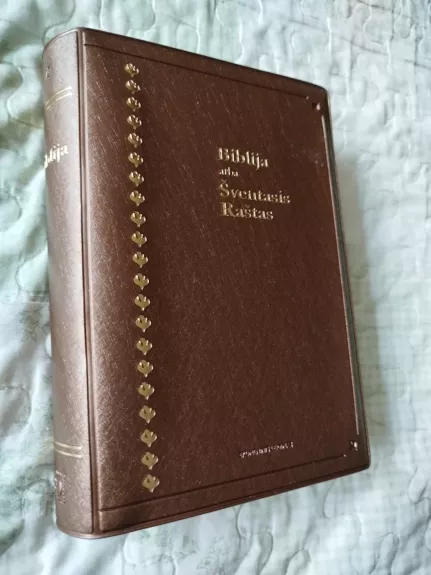 Biblija
arba
Šventasis
Raštas
Biblija